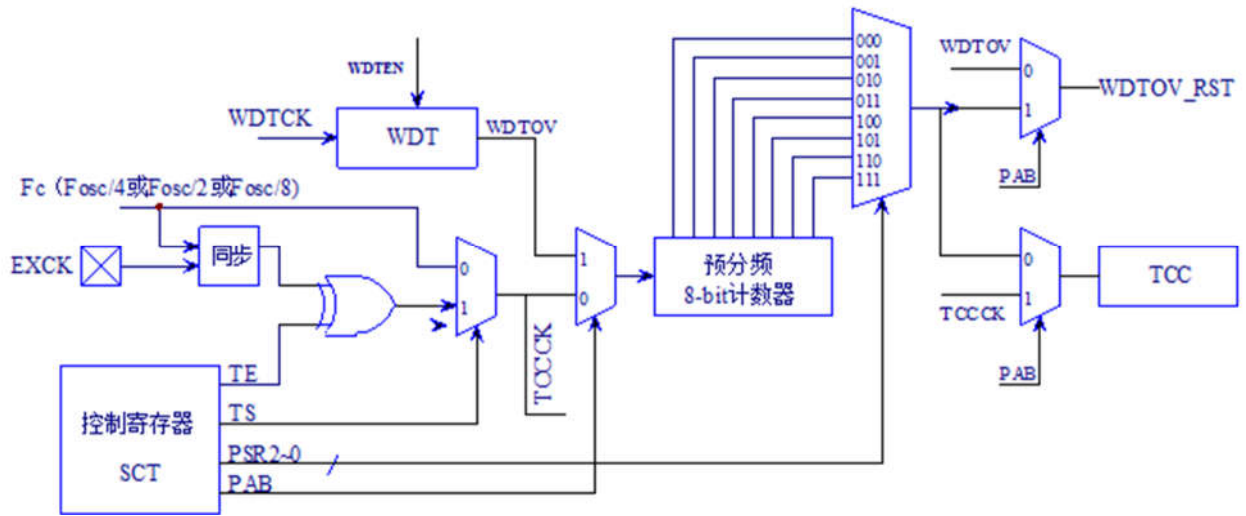 000
001
010
011
100
101
110
111
WDTOV
0
1
WDTOV_RST
PAB
WDTEN
WDTCK
WDT
WDTOV
Fc（Fosc/4或Fosc/2或Fosc/8)
EXCK
同步
0
1
1
0
预分频
8-bit计数器
0
1
TCC
TCCCK
PAB
TCCCK
控制寄存器
SCT
TE
TS
PSR2~0
PAB